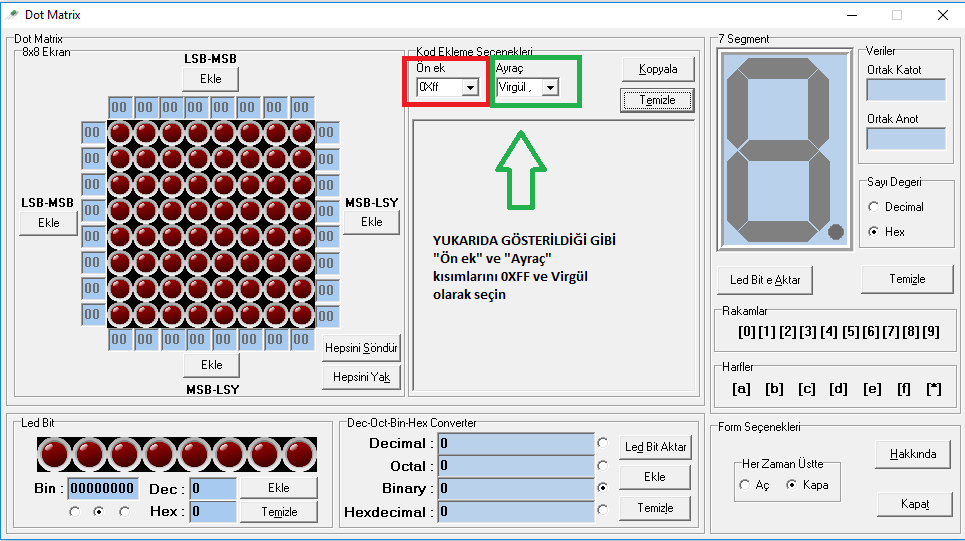 Dot Matrix
Dot Matrix
8x8 Ekran
LSB-MSB
Ekle
00 00 00 00 00 00 00 00
00 00
00 00
00 00
00 00
00 00
00 00
00 00
00 00
LSB-MSB
Ekle
MSB-LSY
Ekle
00 00 00 00 00 00 00 00
Ekle
MSB-LSY
Hepsini Söndür
Hepsini Yak
Kod Ekleme Seçenekleri
Ön ek
0Xff
Ayraç
Virgül ,
Kopyala
Temizle
YUKARIDA GÖSTERİLDİĞİ GİBİ
"Ön ek" ve "Ayraç"
kısımlarını 0XFF ve Virgül
olarak seçin
7 Segment
Veriler
Ortak Katot
Ortak Anot
Sayı Degeri
Decimal
Hex
Led Bit e Aktar
Temizle
Rakamlar
[0] [1] [2] [3] [4] [5] [6] [7] [8] [9]
Harfler
[a] [b] [c] [d] [e] [f] [*]
Led Bit
Bin : 00000000
Dec : 0
Ekle
Hex : 0
Temizle
Dec-Oct-Bin-Hex Converter
Decimal : 0
Octal : 0
Binary : 0
Hexdecimal : 0
Led Bit Aktar
Ekle
Temizle
Form Seçenekleri
Her Zaman Üstte
Aç
Kapa
Hakkında
Kapat